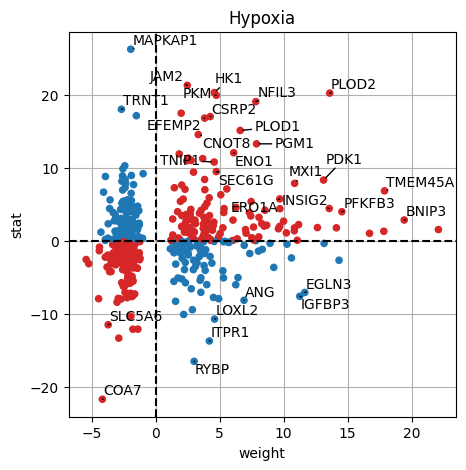 Hypoxia
MAPKAP1
JAM2
HK1
PKM
NFIL3
PLOD2
TRNT1
CSRP2
EFEMP2
PLOD1
CNOT8
PGM1
TNIP1
ENO1
PDK1
SEC61G
MXI1
TMEM45A
ERO1A
INSIG2
PFKFB3
BNIP3
ANG
EGLN3
IGFBP3
SLC5A6
LOXL2
ITPR1
RYBP
COA7
20
10
0
−10
−20
stat
−5
0
5
10
15
20
weight